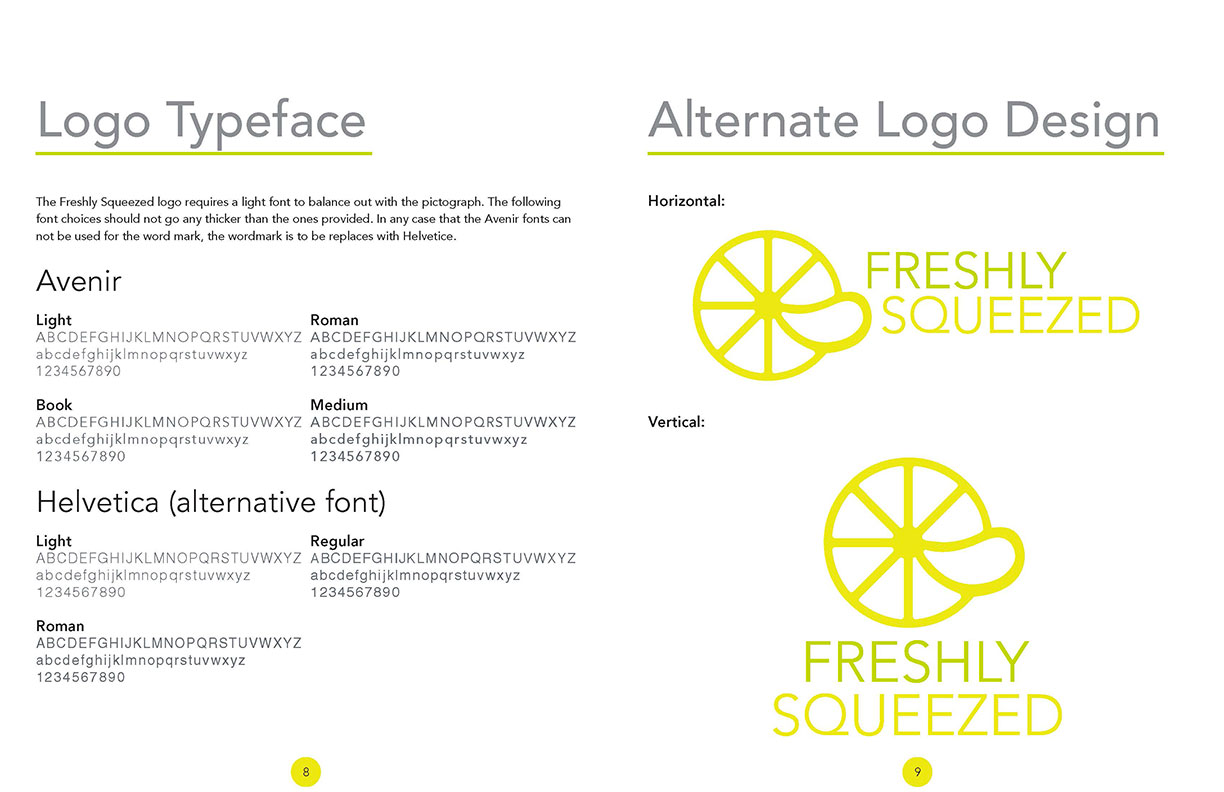 Logo Typeface
The Freshly Squeezed logo requires a light font to balance out with the pictograph. The following
font choices should not go any thicker than the ones provided. In any case that the Avenir fonts can
not be used for the word mark, the wordmark is to be replaces with Helvetice.
Avenir
Light
ABCDEFGHIJKLMNOPQRSTUVWXYZ
abcdefghijklmnopqrstuvwxyz
1234567890
Roman
ABCDEFGHIJKLMNOPQRSTUVWXYZ
abcdefghijklmnopqrstuvwxyz
1234567890
Book
ABCDEFGHIJKLMNOPQRSTUVWXYZ
abcdefghijklmnopqrstuvwxyz
1234567890
Medium
ABCDEFGHIJKLMNOPQRSTUVWXYZ
abcdefghijklmnopqrstuvwxyz
1234567890
Helvetica (alternative font)
Light
ABCDEFGHIJKLMNOPQRSTUVWXYZ
abcdefghijklmnopqrstuvwxyz
1234567890
Regular
ABCDEFGHIJKLMNOPQRSTUVWXYZ
abcdefghijklmnopqrstuvwxyz
1234567890
Roman
ABCDEFGHIJKLMNOPQRSTUVWXYZ
abcdefghijklmnopqrstuvwxyz
1234567890
8
Alternate Logo Design
Horizontal:
FRESHLY
SQUEEZED
Vertical:
FRESHLY
SQUEEZED
9